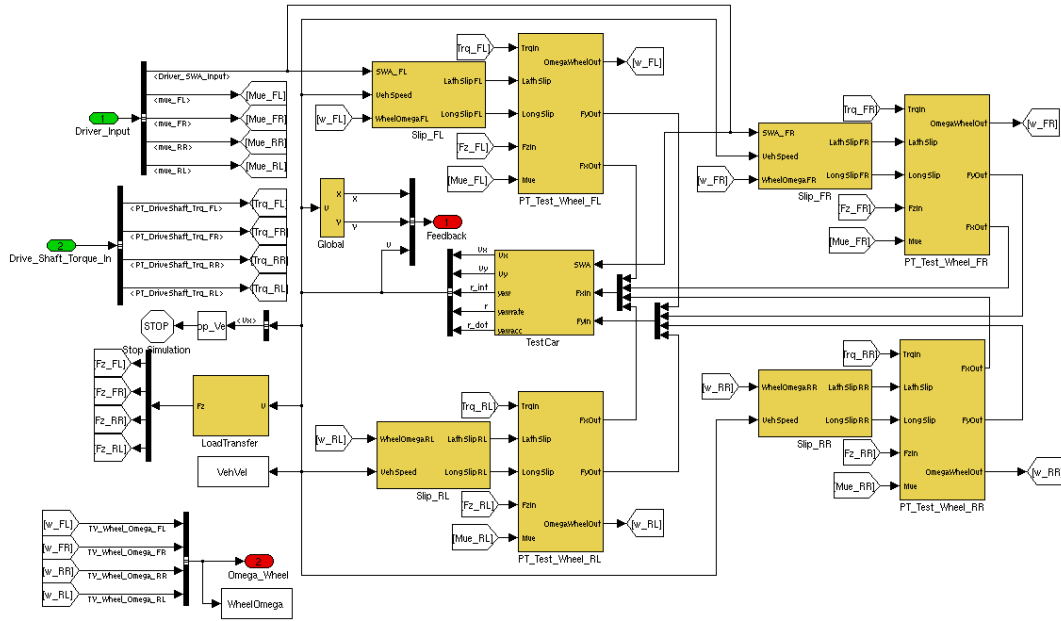 1
Driver_Input
<Driver_SWA_Input>
<mue_FL>
<mue_FR>
<mue_RR>
<mue_RL>
[Mue_FL]
[Mue_FR]
[Mue_RR]
[Mue_RL]
2
Drive_Shaft_Torque_In
<PT_DriveShaft_Trq_FL>
<PT_DriveShaft_Trq_FR>
<PT_DriveShaft_Trq_RR>
<PT_DriveShaft_Trq_RL>
[Trq_FL]
[Trq_FR]
[Trq_RR]
[Trq_RL]
STOP
Stop Simulation
op_Ve
<Vx>
[Fz_FL]
[Fz_FR]
[Fz_RR]
[Fz_RL]
Fz
V
LoadTransfer
VehVel
[w_FL]
[w_FR]
[w_RR]
[w_RL]
TV_Wheel_Omega_FL
TV_Wheel_Omega_FR
TV_Wheel_Omega_RR
TV_Wheel_Omega_RL
2
Omega_Wheel
WheelOmega
[w_FL]
SWA_FL
VehSpeed
WheelOmegaFL
LathSlipFL
LongSlipFL
Slip_FL
Trq_FL]
[Fz_FL]
[Mue_FL]
TrqIn
LathSlip
LongSlip
FzIn
Mue
OmegaWheelOut
FyOut
FxOut
PT_Test_Wheel_FL
[w_FL]
V
X
Y
Global
X
Y
V
1
Feedback
Vx
Vy
r_int
r
r_dot
Vx
Vy
yaw
yawrate
yawacc
SWA
FxIn
FyIn
TestCar
[w_RL]
WheelOmegaRL
VehSpeed
LathSlipRL
LongSlipRL
Slip_RL
Trq_RL]
[Fz_RL]
[Mue_RL]
TrqIn
LathSlip
LongSlip
FzIn
Mue
FxOut
FyOut
OmegaWheelOut
PT_Test_Wheel_RL
[w_RL]
[w_FR]
SWA_FR
VehSpeed
WheelOmegaFR
LathSlipFR
LongSlipFR
Slip_FR
Trq_FR]
[Fz_FR]
[Mue_FR]
TrqIn
LathSlip
LongSlip
FzIn
Mue
OmegaWheelOut
FyOut
FxOut
PT_Test_Wheel_FR
[w_FR]
[w_RR]
WheelOmegaRR
VehSpeed
LathSlipRR
LongSlipRR
Slip_RR
Trq_RR]
[Fz_RR]
[Mue_RR]
TrqIn
LathSlip
LongSlip
FzIn
Mue
FxOut
FyOut
OmegaWheelOut
PT_Test_Wheel_RR
[w_RR]